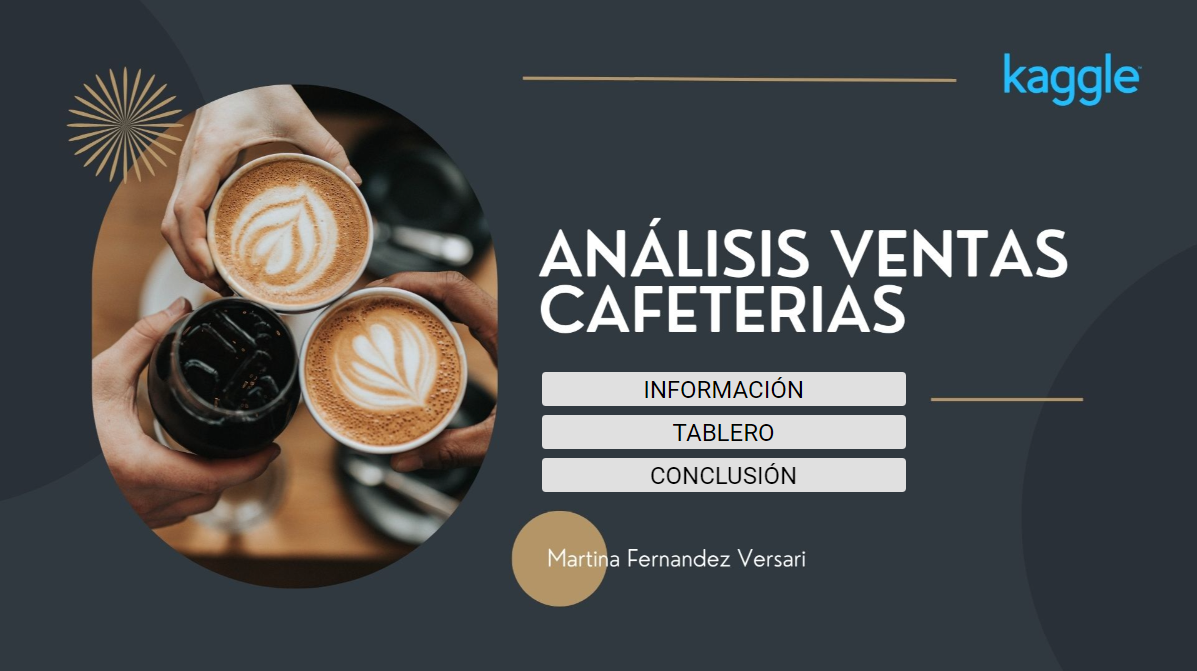 kaggle
ANÁLISIS VENTAS
CAFETERIAS
INFORMACIÓN
TABLERO
CONCLUSIÓN
Martina Fernandez Versari